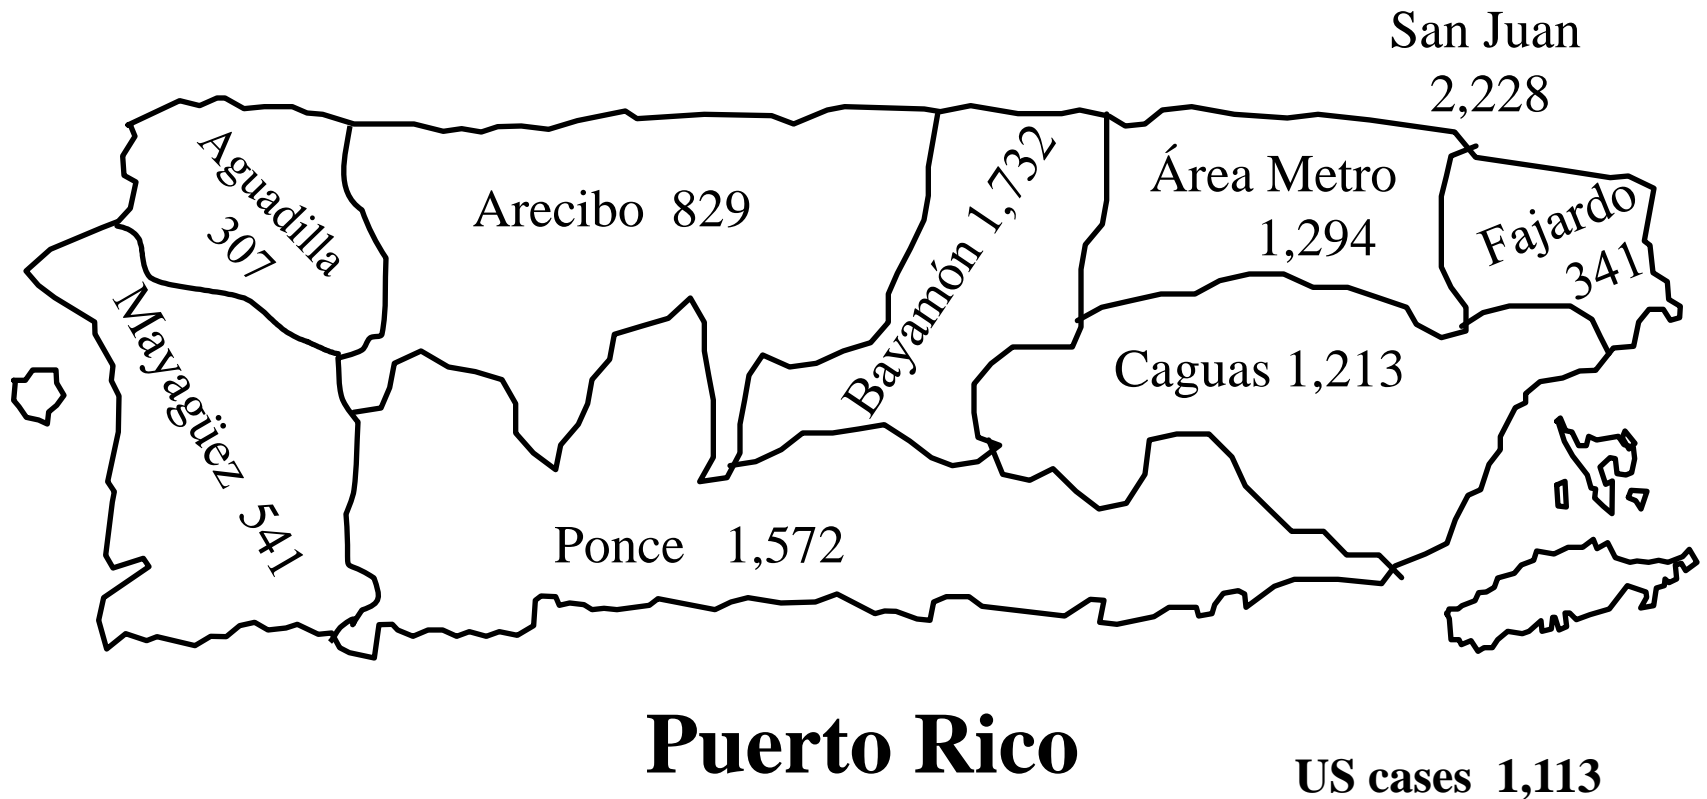 San Juan
2,228
Aguadilla
307
Arecibo 829
Bayamón 1,732
Área Metro
1,294
Fajardo
341
Mayagüez 541
Caguas 1,213
Ponce 1,572
Puerto Rico
US cases 1,113